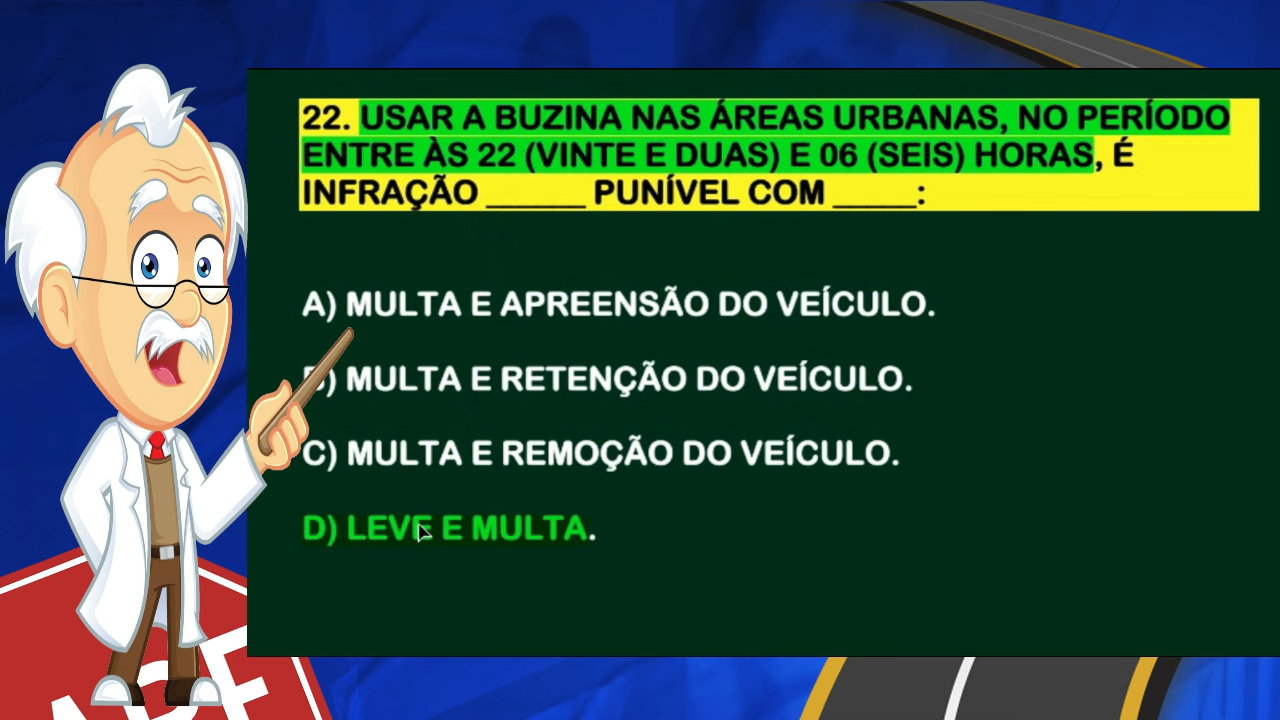 22. USAR A BUZINA NAS ÁREAS URBANAS, NO PERÍODO
ENTRE ÀS 22 (VINTE E DUAS) E 06 (SEIS) HORAS, É
INFRAÇÃO ______ PUNÍVEL COM _____:
A) MULTA E APREENSÃO DO VEÍCULO.
B) MULTA E RETENÇÃO DO VEÍCULO.
C) MULTA E REMOÇÃO DO VEÍCULO.
D) LEVE E MULTA.